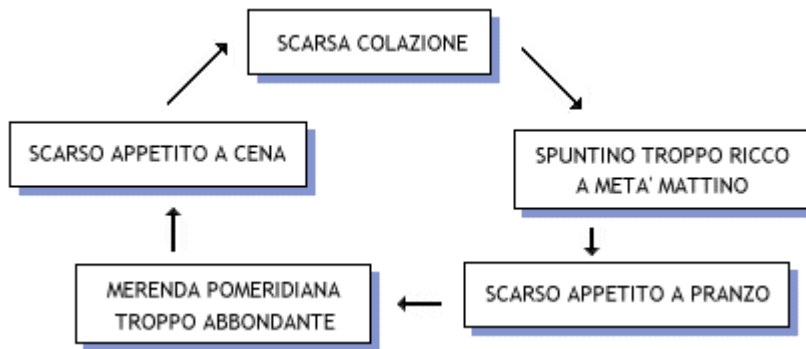 SCARSA COLAZIONE
SPUNTINO TROPPO RICCO
A META' MATTINO
SCARSO APPETITO A PRANZO
MERENDA POMERIDIANA
TROPPO ABBONDANTE
SCARSO APPETITO A CENA